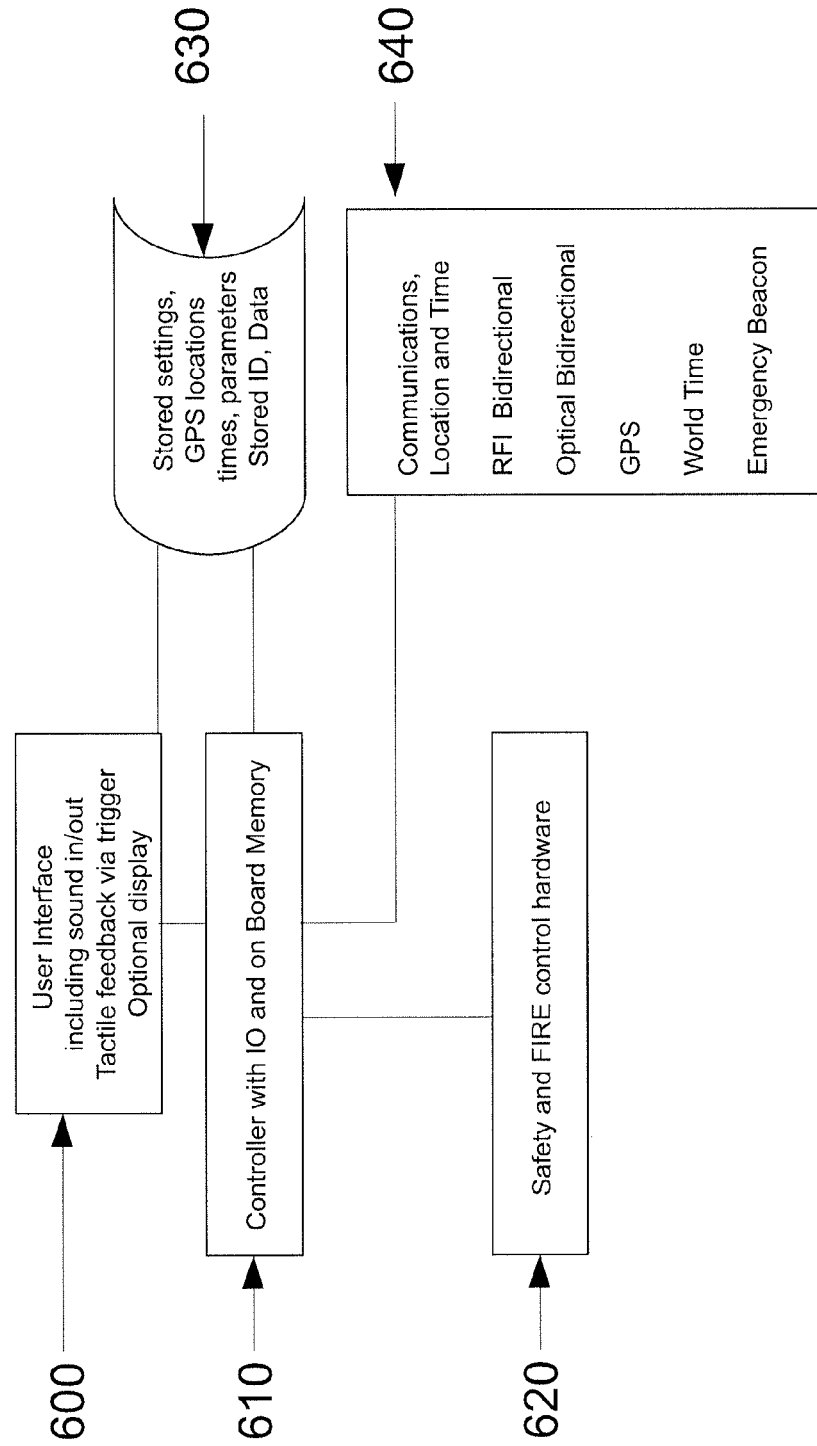 600
User Interface
including sound in/out
Tactile feedback via trigger
Optional display
610
Controller with IO and on Board Memory
620
Safety and FIRE control hardware
Stored settings,
GPS locations
times, parameters
Stored ID, Data
630
Communications,
Location and Time
RFI Bidirectional
Optical Bidirectional
GPS
World Time
Emergency Beacon
640